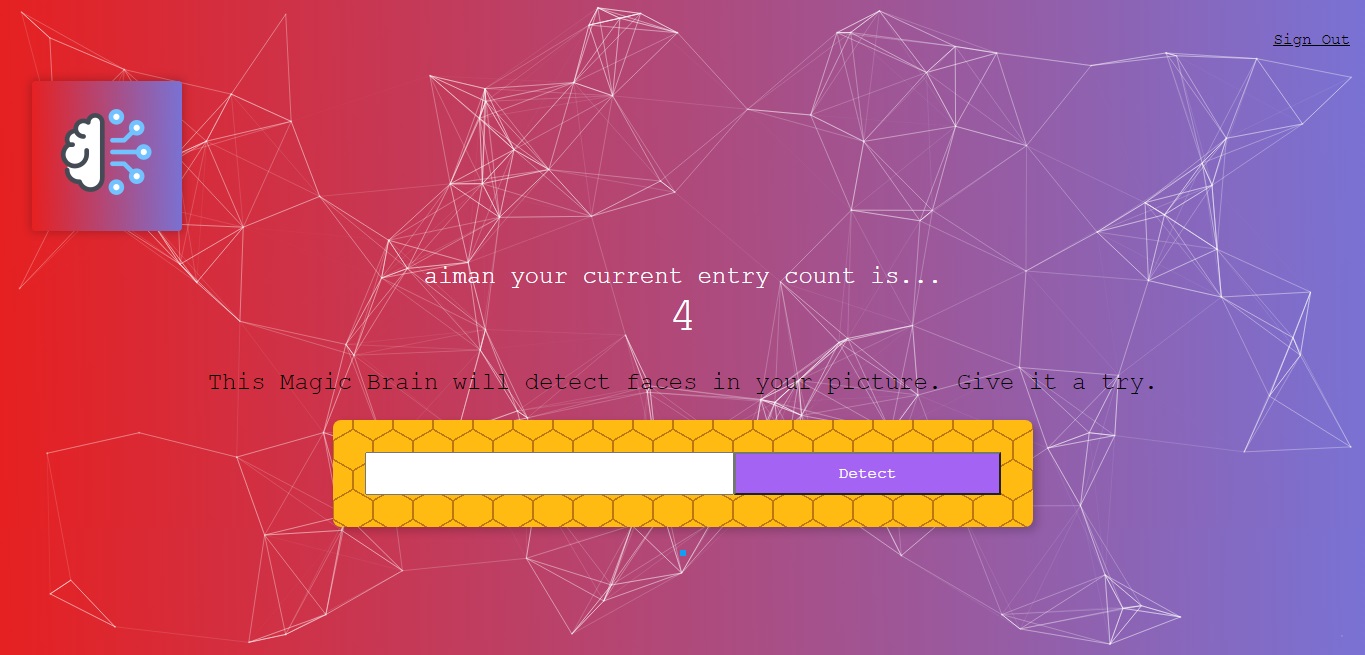 Sign Out
aiman your current entry count is...
4
This Magic Brain will detect faces in your picture. Give it a try.
Detect